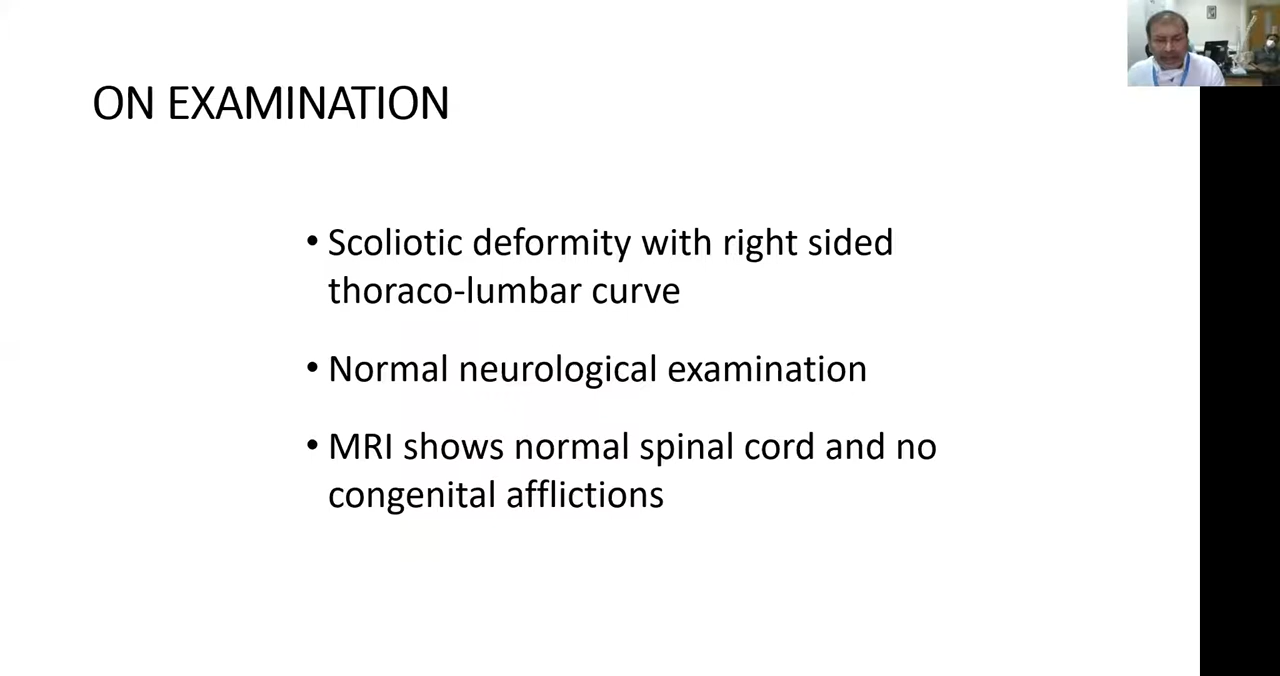 ON EXAMINATION
• Scoliotic deformity with right sided
thoraco-lumbar curve
• Normal neurological examination
• MRI shows normal spinal cord and no
congenital afflictions